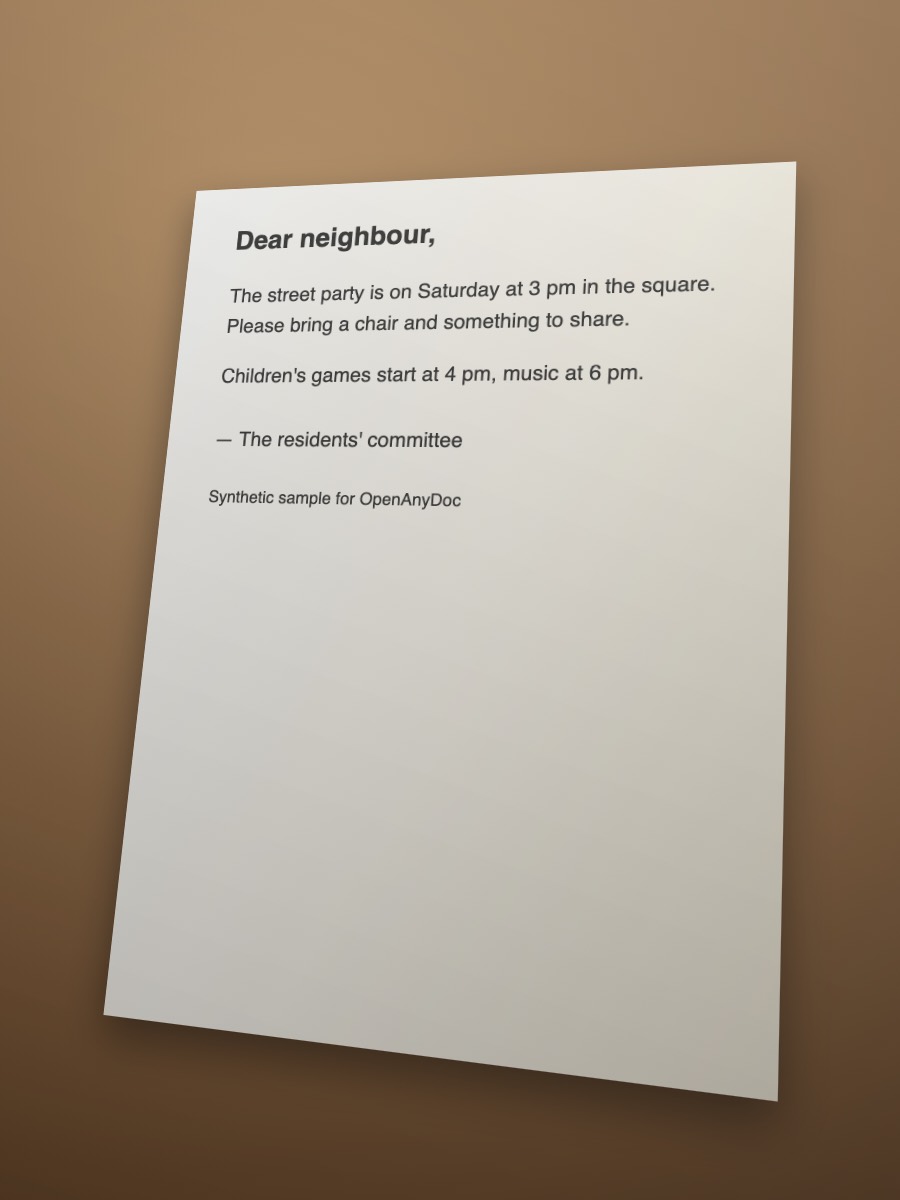 Dear neighbour,
The street party is on Saturday at 3 pm in the square.
Please bring a chair and something to share.
Children's games start at 4 pm, music at 6 pm.
— The residents' committee
Synthetic sample for OpenAnyDoc